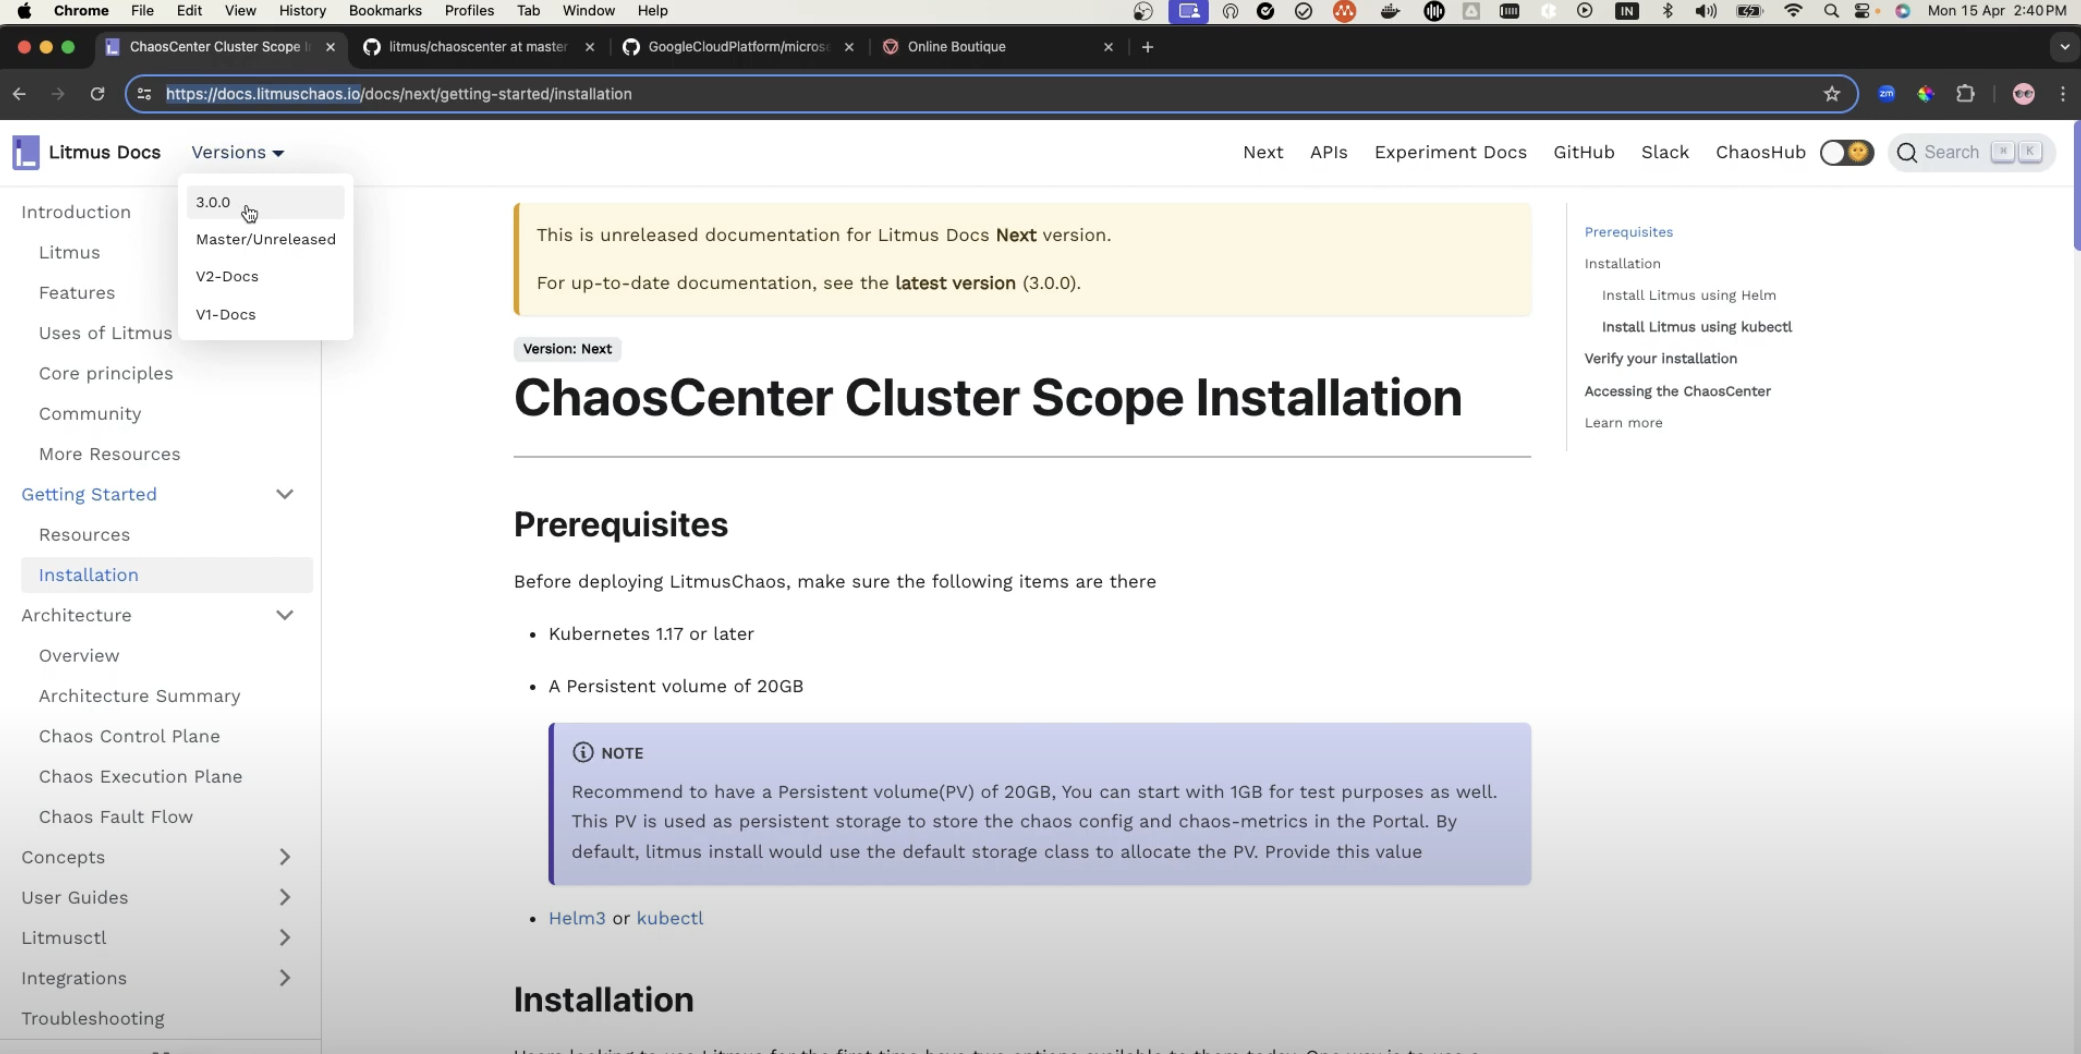 Chrome File Edit View History Bookmarks Profiles Tab Window Help
IN
Mon 15 Apr 2:40 PM
ChaosCenter Cluster Scope
litmus/chaoscenter at master
GoogleCloudPlatform/micros
Online Boutique
https://docs.litmuschaos.io/docs/next/getting-started/installation
zm
Litmus Docs
Versions
Next
APIs
Experiment Docs
GitHub
Slack
ChaosHub
Search
K
3.0.0
Master/Unreleased
V2-Docs
V1-Docs
Introduction
Litmus
Features
Uses of Litmus
Core principles
Community
More Resources
Getting Started
Resources
Installation
Architecture
Overview
Architecture Summary
Chaos Control Plane
Chaos Execution Plane
Chaos Fault Flow
Concepts
User Guides
Litmusctl
Integrations
Troubleshooting
This is unreleased documentation for Litmus Docs Next version.
For up-to-date documentation, see the latest version (3.0.0).
Version: Next
ChaosCenter Cluster Scope Installation
Prerequisites
Before deploying LitmusChaos, make sure the following items are there
• Kubernetes 1.17 or later
• A Persistent volume of 20GB
NOTE
Recommend to have a Persistent volume(PV) of 20GB, You can start with 1GB for test purposes as well.
This PV is used as persistent storage to store the chaos config and chaos-metrics in the Portal. By
default, litmus install would use the default storage class to allocate the PV. Provide this value
• Helm3 or kubectl
Installation
Prerequisites
Installation
Install Litmus using Helm
Install Litmus using kubectl
Verify your installation
Accessing the ChaosCenter
Learn more